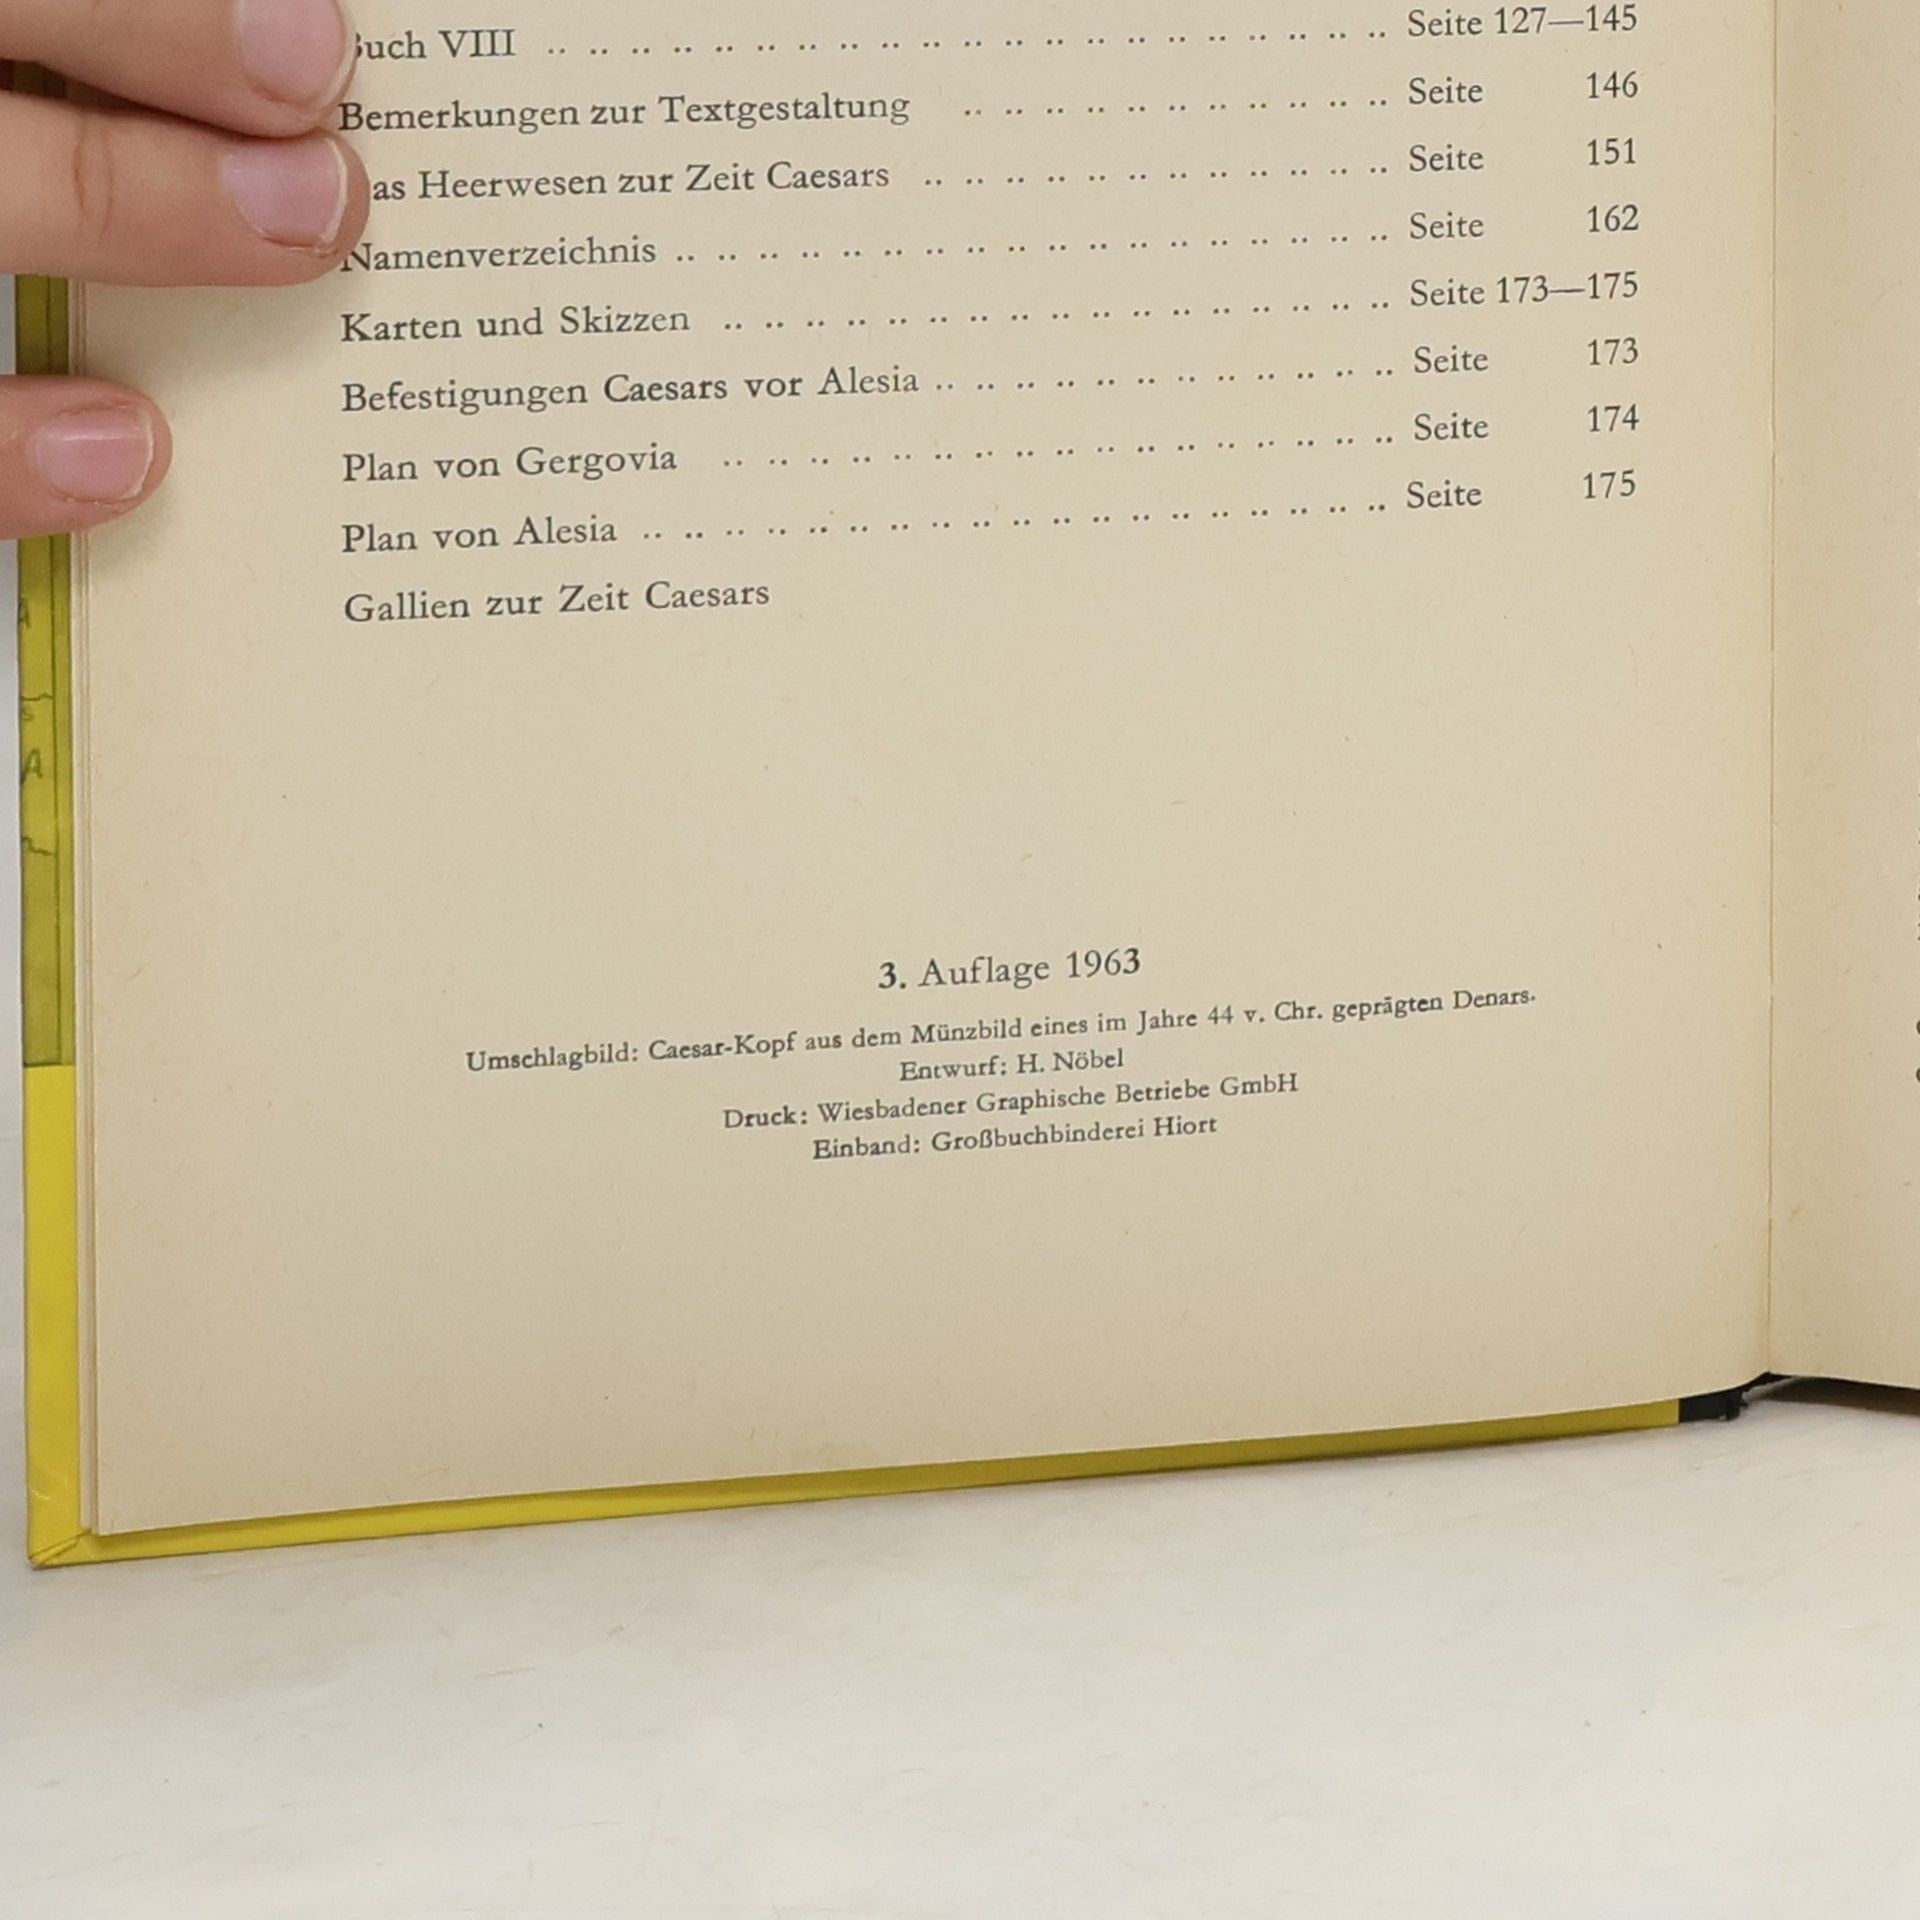 Buch VIII .. .. .. .. .. .. .. .. .. .. .. .. .. .. .. .. .. .. .. .. .. Seite 127—145
Bemerkungen zur Textgestaltung .. .. .. .. .. .. .. .. .. .. .. Seite 146
as Heerwesen zur Zeit Caesars .. .. .. .. .. .. .. .. .. .. .. .. Seite 151
Namenverzeichnis .. .. .. .. .. .. .. .. .. .. .. .. .. .. .. .. .. .. Seite 162
Karten und Skizzen .. .. .. .. .. .. .. .. .. .. .. .. .. .. .. .. .. Seite 173—175
Befestigungen Caesars vor Alesia .. .. .. .. .. .. .. .. .. .. .. .. Seite 173
Plan von Gergovia .. .. .. .. .. .. .. .. .. .. .. .. .. .. .. .. .. Seite 174
Plan von Alesia .. .. .. .. .. .. .. .. .. .. .. .. .. .. .. .. .. .. .. Seite 175
Gallien zur Zeit Caesars
3. Auflage 1963
Umschlagbild: Caesar-Kopf aus dem Münzbild eines im Jahre 44 v. Chr. geprägten Denars.
Entwurf: H. Nöbel
Druck: Wiesbadener Graphische Betriebe GmbH
Einband: Großbuchbinderei Hiort